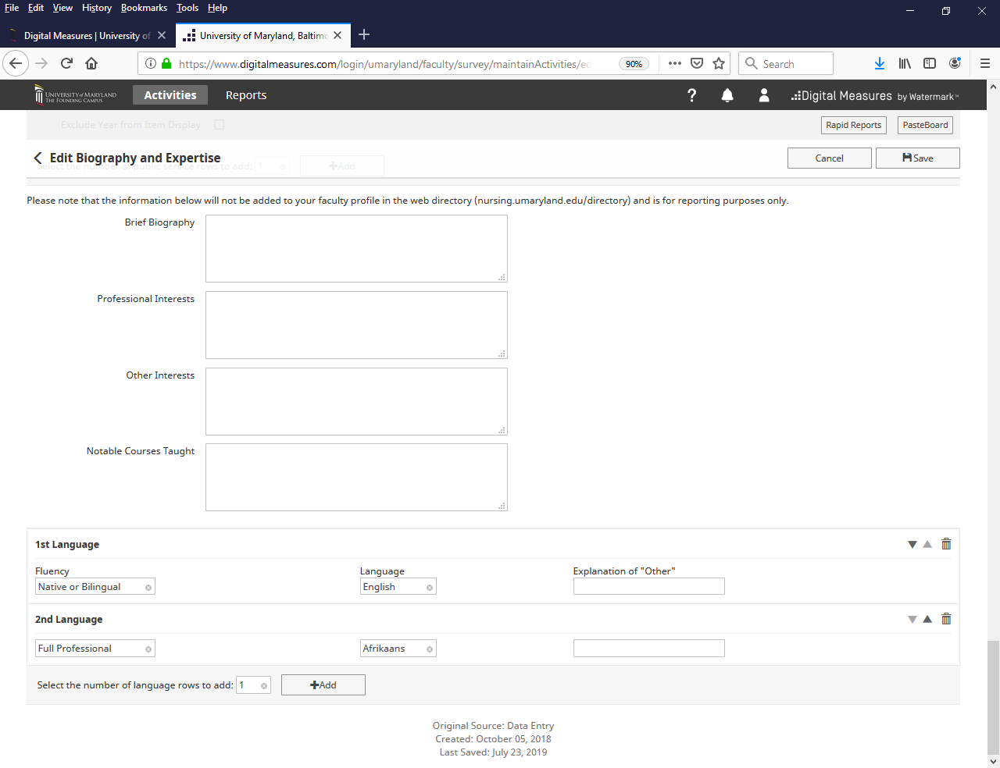 File Edit View History Bookmarks Tools Help
Digital Measures | University of
University of Maryland, Baltimo
https://www.digitalmeasures.com/login/umaryland/faculty/survey/maintainActivities/ec
90%
Search
UNIVERSITY of MARYLAND
THE FOUNDING CAMPUS
Activities
Reports
?
Digital Measures by Watermark™
Exclude Year from Item Display
Rapid Reports
PasteBoard
Edit Biography and Expertise
Select the number of public service rows to add: 1
Add
Cancel
Save
Please note that the information below will not be added to your faculty profile in the web directory (nursing.umaryland.edu/directory) and is for reporting purposes only.
Brief Biography
Professional Interests
Other Interests
Notable Courses Taught
1st Language
Fluency Language Explanation of "Other"
Native or Bilingual English
2nd Language
Full Professional Afrikaans
Select the number of language rows to add: 1 +Add
Original Source: Data Entry
Created: October 05, 2018
Last Saved: July 23, 2019